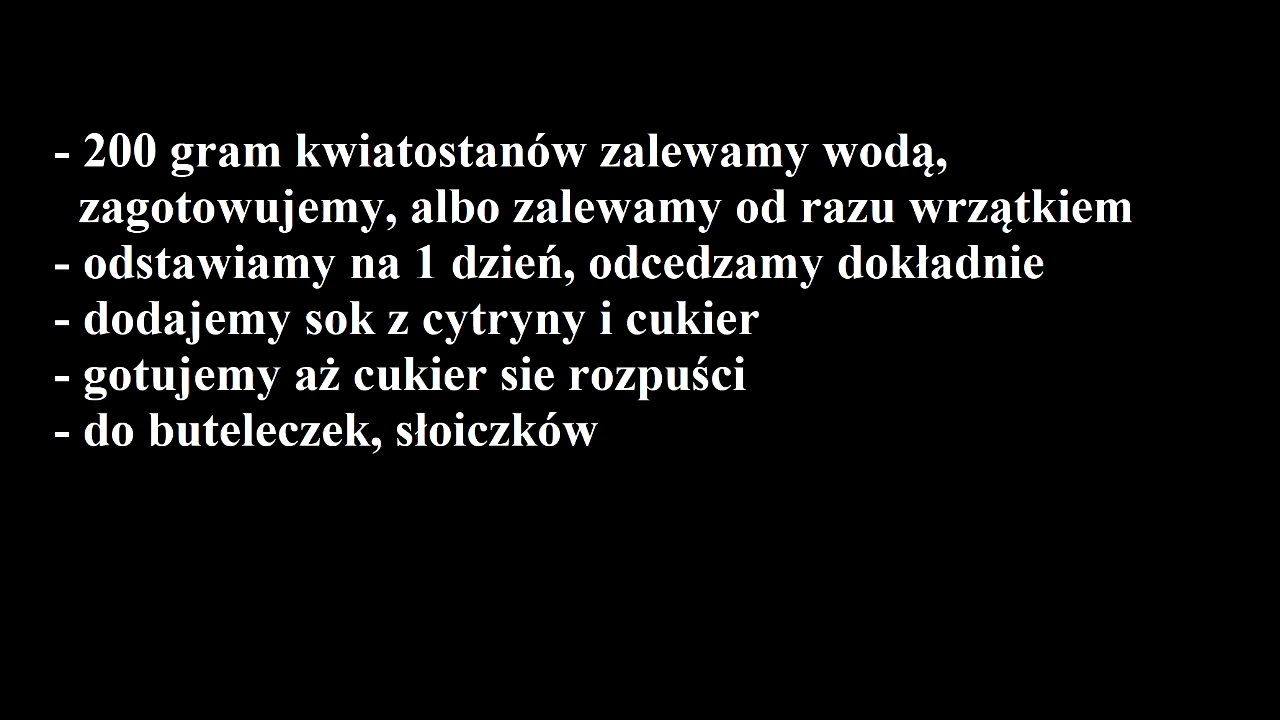 - 200 gram kwiatostanów zalewamy wodą,
zagotowujemy, albo zalewamy od razu wrzątkiem
- odstawiamy na 1 dzień, odcedzamy dokładnie
- dodajemy sok z cytryny i cukier
- gotujemy aż cukier sie rozpuści
- do buteleczek, słoiczków